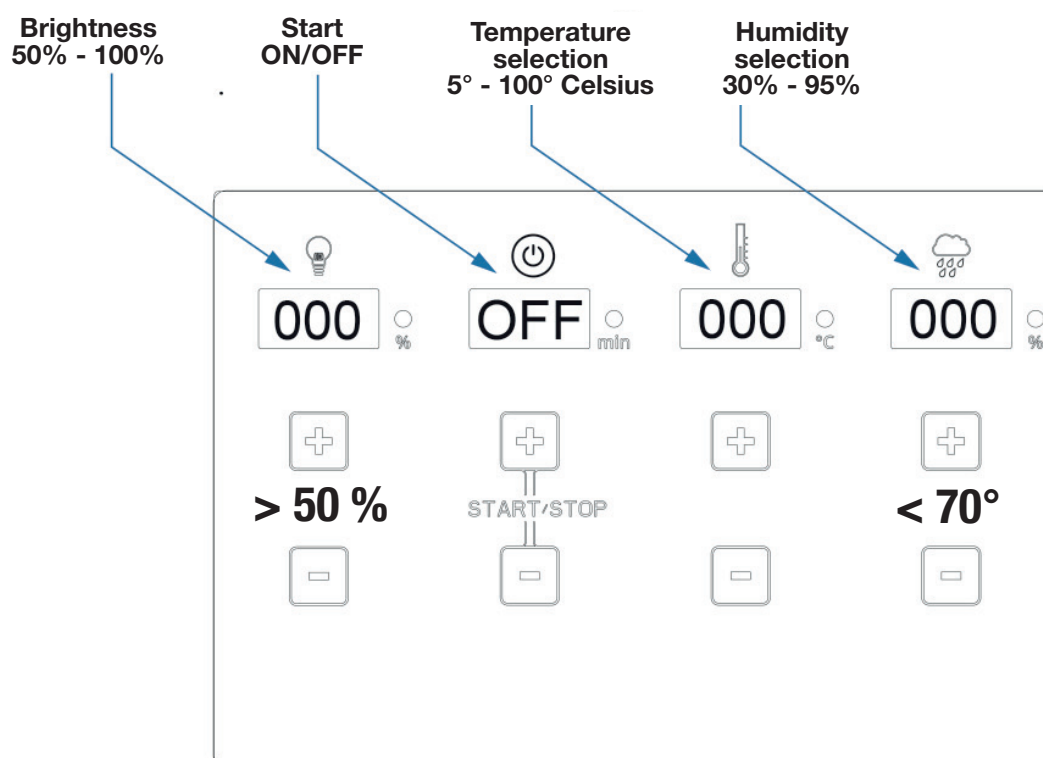 Brightness
50% - 100%
Start
ON/OFF
Temperature
selection
5° - 100° Celsius
Humidity
selection
30% - 95%
000
%
OFF
min
000
°C
000
%
> 50 %
START/STOP
< 70°